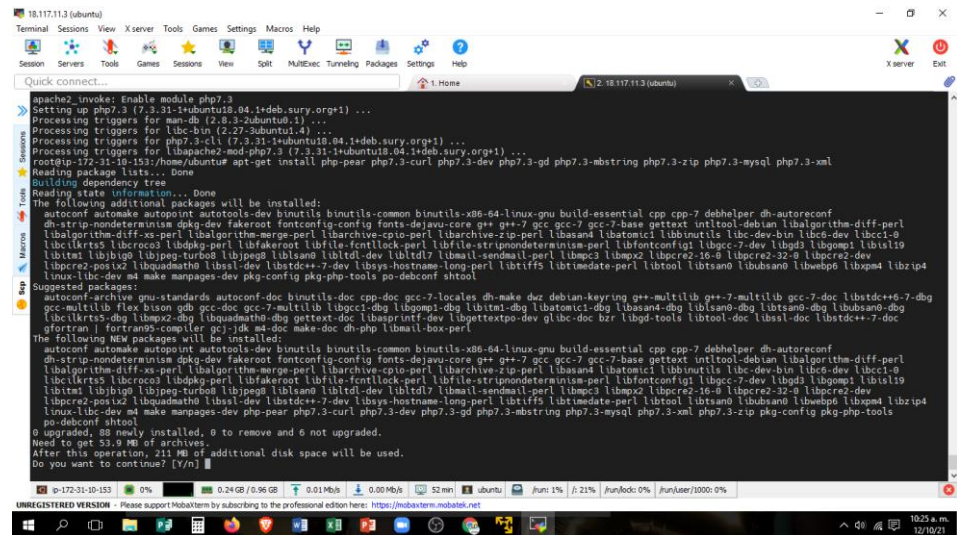 18.117.11.3 (ubuntu)
Terminal Sessions View X server Tools Games Settings Macros Help
Session Servers Tools Games Sessions View Split MultiExec Tunneling Packages Settings Help X server Exit
Quick connect... 1. Home 2. 18.117.11.3 (ubuntu)
Sessions
Tools
Macros
Sftp
apache2_invoke: Enable module php7.3
Setting up php7.3 (7.3.31-1+ubuntu18.04.1+deb.sury.org+1) ...
Processing triggers for man-db (2.8.3-2ubuntu0.1) ...
Processing triggers for libc-bin (2.27-3ubuntu1.4) ...
Processing triggers for php7.3-cli (7.3.31-1+ubuntu18.04.1+deb.sury.org+1) ...
Processing triggers for libapache2-mod-php7.3 (7.3.31-1+ubuntu18.04.1+deb.sury.org+1) ...
root@ip-172-31-10-153:/home/ubuntu# apt-get install php-pear php7.3-curl php7.3-dev php7.3-gd php7.3-mbstring php7.3-zip php7.3-mysql php7.3-xml
Reading package lists... Done
Building dependency tree
Reading state information... Done
The following additional packages will be installed:
autoconf automake autopoint autotools-dev binutils binutils-common binutils-x86-64-linux-gnu build-essential cpp cpp-7 debhelper dh-autoreconf
dh-strip-nondeterminism dpkg-dev fakeroot fontconfig-config fonts-dejavu-core g++ g++-7 gcc gcc-7 gcc-7-base gettext intltool-debian libalgorithm-diff-perl
libalgorithm-diff-xs-perl libalgorithm-merge-perl libarchive-cpio-perl libarchive-zip-perl libasan4 libatomic1 libbinutils libc-dev-bin libc6-dev libcc1-0
libcilkrts5 libcroco3 libdpkg-perl libfakeroot libfile-fcntllock-perl libfile-stripnondeterminism-perl libfontconfig1 libgcc-7-dev libgd3 libgomp1 libisl19
libitm1 libjbig0 libjpeg-turbo8 libjpeg8 liblsan0 libltdl-dev libltdl7 libmail-sendmail-perl libmpc3 libmpx2 libpcre2-16-0 libpcre2-32-0 libpcre2-dev
libpcre2-posix2 libquadmath0 libssl-dev libstdc++-7-dev libsys-hostname-long-perl libtiff5 libtimedate-perl libtool libtsan0 libubsan0 libwebp6 libxpm4 libzip4
linux-libc-dev m4 make manpages-dev pkg-config pkg-php-tools po-debconf shtool
Suggested packages:
autoconf-archive gnu-standards autoconf-doc binutils-doc cpp-doc gcc-7-locales dh-make dwz debian-keyring g++-multilib g++-7-multilib gcc-7-doc libstdc++6-7-dbg
gcc-multilib flex bison gdb gcc-doc gcc-7-multilib libgcc1-dbg libgomp1-dbg libitm1-dbg libatomic1-dbg libasan4-dbg liblsan0-dbg libtsan0-dbg libubsan0-dbg
libcilkrts5-dbg libmpx2-dbg libquadmath0-dbg gettext-doc libasprintf-dev libgettextpo-dev glibc-doc bzr libgd-tools libtool-doc libssl-doc libstdc++-7-doc
gfortran | fortran95-compiler gcj-jdk m4-doc make-doc dh-php libmail-box-perl
The following NEW packages will be installed:
autoconf automake autopoint autotools-dev binutils binutils-common binutils-x86-64-linux-gnu build-essential cpp cpp-7 debhelper dh-autoreconf
dh-strip-nondeterminism dpkg-dev fakeroot fontconfig-config fonts-dejavu-core g++ g++-7 gcc gcc-7 gcc-7-base gettext intltool-debian libalgorithm-diff-perl
libalgorithm-diff-xs-perl libalgorithm-merge-perl libarchive-cpio-perl libarchive-zip-perl libasan4 libatomic1 libbinutils libc-dev-bin libc6-dev libcc1-0
libcilkrts5 libcroco3 libdpkg-perl libfakeroot libfile-fcntllock-perl libfile-stripnondeterminism-perl libfontconfig1 libgcc-7-dev libgd3 libgomp1 libisl19
libitm1 libjbig0 libjpeg-turbo8 libjpeg8 liblsan0 libltdl-dev libltdl7 libmail-sendmail-perl libmpc3 libmpx2 libpcre2-16-0 libpcre2-32-0 libpcre2-dev
libpcre2-posix2 libquadmath0 libssl-dev libstdc++-7-dev libsys-hostname-long-perl libtiff5 libtimedate-perl libtool libtsan0 libubsan0 libwebp6 libxpm4 libzip4
linux-libc-dev m4 make manpages-dev php-pear php7.3-curl php7.3-dev php7.3-gd php7.3-mbstring php7.3-mysql php7.3-xml php7.3-zip pkg-config pkg-php-tools
po-debconf shtool
0 upgraded, 88 newly installed, 0 to remove and 6 not upgraded.
Need to get 53.9 MB of archives.
After this operation, 211 MB of additional disk space will be used.
Do you want to continue? [Y/n]
ip-172-31-10-153 0% 0.24 GB / 0.96 GB 0.01 Mb/s 0.00 Mb/s 52 min ubuntu /run: 1% /: 21% /run/lock: 0% /run/user/1000: 0%
UNREGISTERED VERSION - Please support MobaXterm by subscribing to the professional edition here: https://mobaxterm.mobatek.net
10:25 a. m.
12/10/21